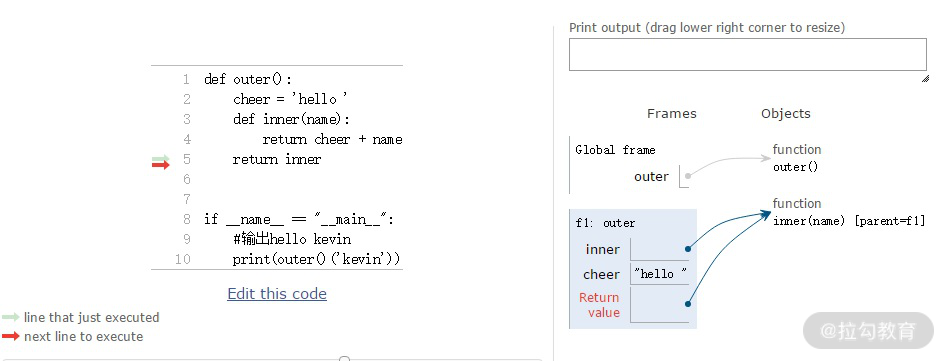 Print output (drag lower right corner to resize)
1 def outer():
2 cheer = 'hello '
3 def inner(name):
4 return cheer + name
5 return inner
6
7
8 if __name__ == "__main__":
9 #输出hello kevin
10 print(outer()('kevin'))
Edit this code
line that just executed
next line to execute
Frames Objects
Global frame
outer
function
outer()
function
inner(name) [parent=f1]
f1: outer
inner
cheer "hello "
Return
value
@拉勾教育